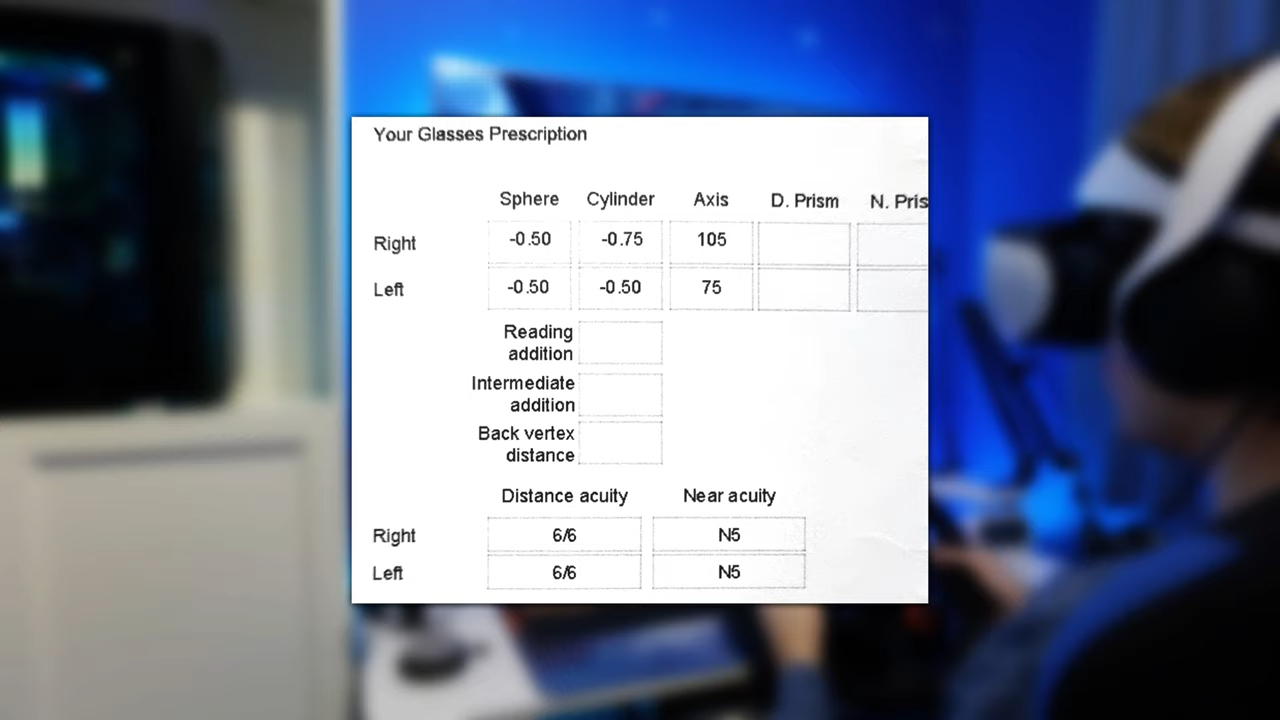 Your Glasses Prescription
Sphere Cylinder Axis D. Prism N. Pris
Right -0.50 -0.75 105
Left -0.50 -0.50 75
Reading
addition
Intermediate
addition
Back vertex
distance
Distance acuity Near acuity
Right 6/6 N5
Left 6/6 N5